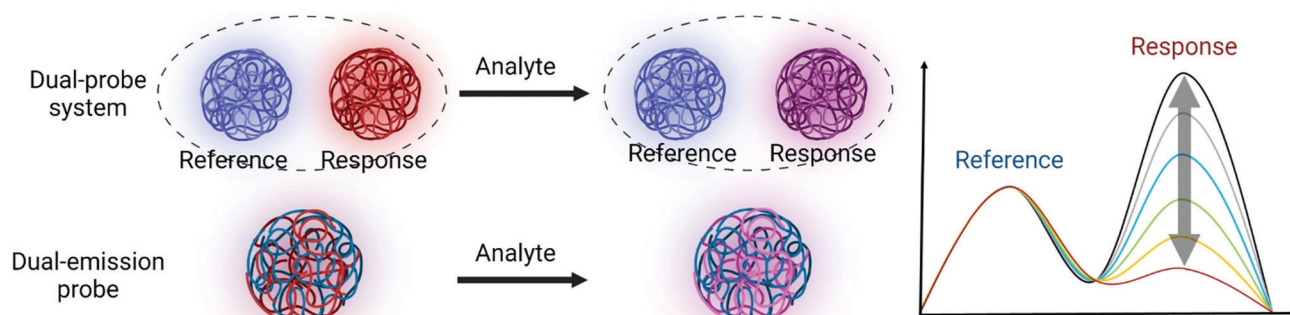 Dual-probe
system
Reference
Response
Analyte
Reference
Response
Dual-emission
probe
Analyte
Response
Reference